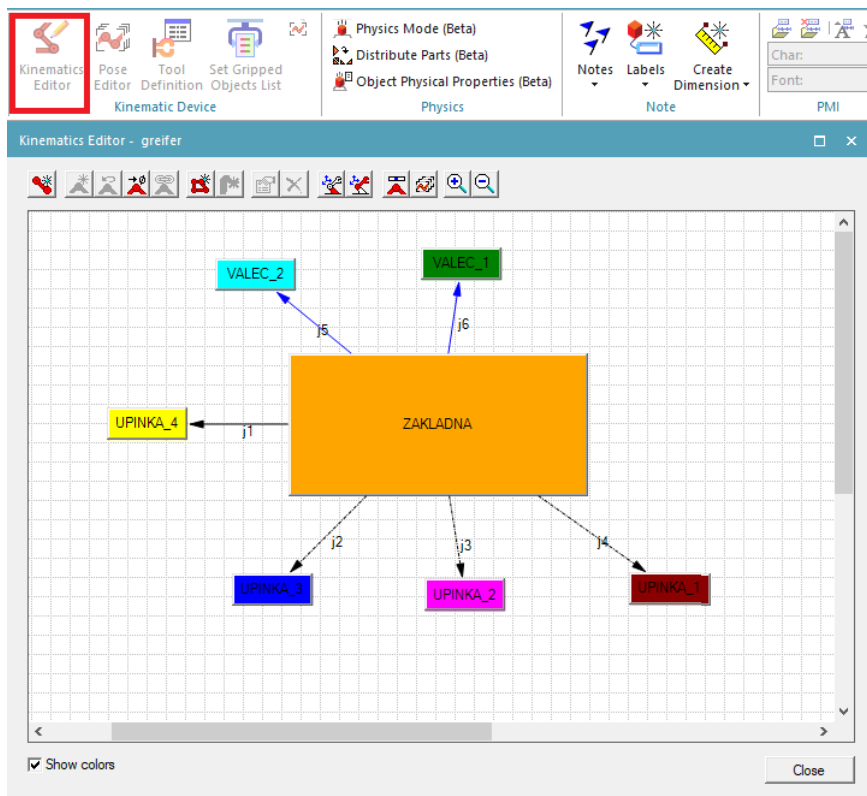 Kinematics Editor
Pose Editor
Tool Definition
Set Gripped Objects List
Kinematic Device
Physics Mode (Beta)
Distribute Parts (Beta)
Object Physical Properties (Beta)
Physics
Notes
Labels
Create Dimension
Note
Char:
Font:
PMI
Kinematics Editor - greifer
VALEC_2
VALEC_1
j5
j6
UPINKA_4
j1
ZAKLADNA
j2
j3
j4
UPINKA_3
UPINKA_2
UPINKA_1
Show colors
Close